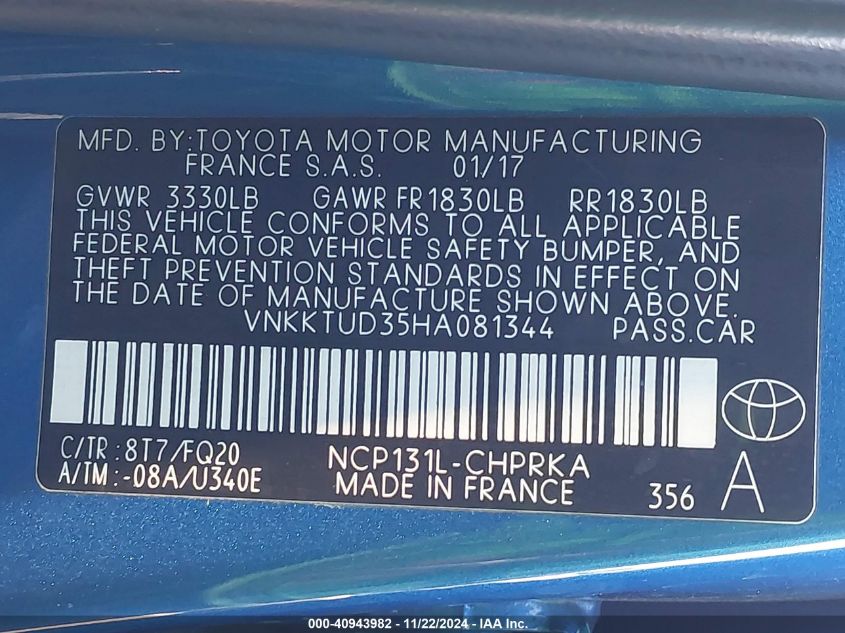 MFD. BY:TOYOTA MOTOR MANUFACTURING
FRANCE S.A.S. 01/17
GVWR 3330LB GAWR FR1830LB RR1830LB
THIS VEHICLE CONFORMS TO ALL APPLICABLE
FEDERAL MOTOR VEHICLE SAFETY BUMPER, AND
THEFT PREVENTION STANDARDS IN EFFECT ON
THE DATE OF MANUFACTURE SHOWN ABOVE.
VNKKTUD35HA081344 PASS.CAR
C/TR: 8T7/FQ20 NCP131L-CHPRKA
A/TM: -08A/U340E MADE IN FRANCE 356 A
000-40943982 - 11/22/2024 - IAA Inc.